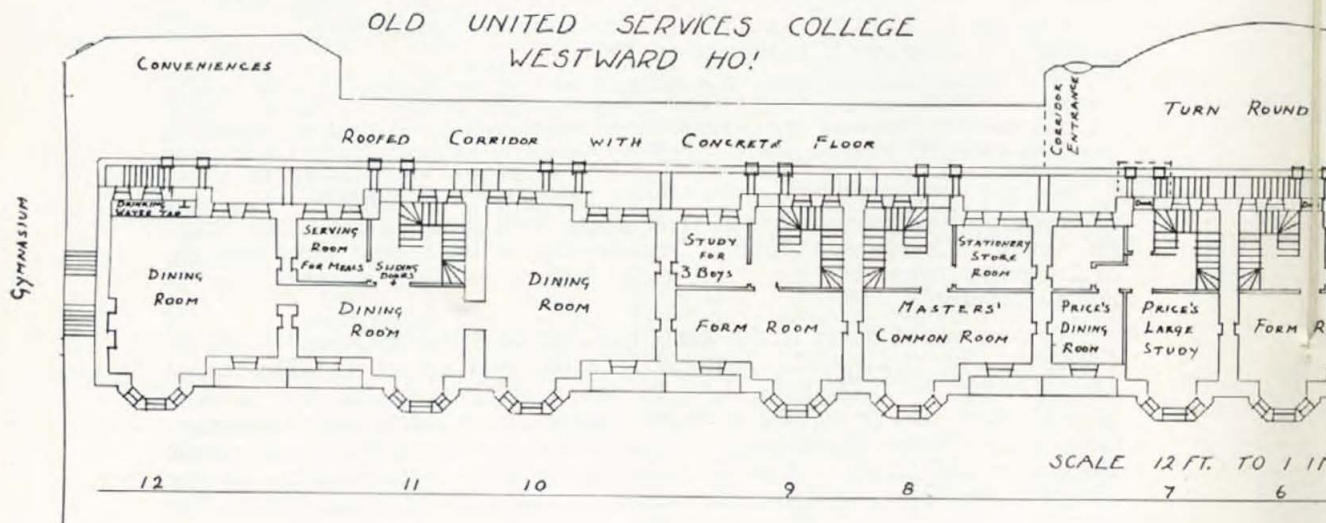 OLD UNITED SERVICES COLLEGE
WESTWARD HO!
CONVENIENCES
CORRIDOR
ENTRANCE
TURN ROUND
ROOFED CORRIDOR WITH CONCRETE FLOOR
GYMNASIUM
DRINKING
WATER TAP
DINING
ROOM
SERVING
ROOM
FOR MEALS
SLIDING
DOORS
DINING
ROOM
DINING
ROOM
STUDY
FOR
3 BOYS
FORM ROOM
STATIONERY
STORE
ROOM
MASTERS'
COMMON ROOM
PRICE'S
DINING
ROOM
PRICE'S
LARGE
STUDY
FORM R
SCALE 12 FT. TO 1 IN
12 11 10 9 8 7 6